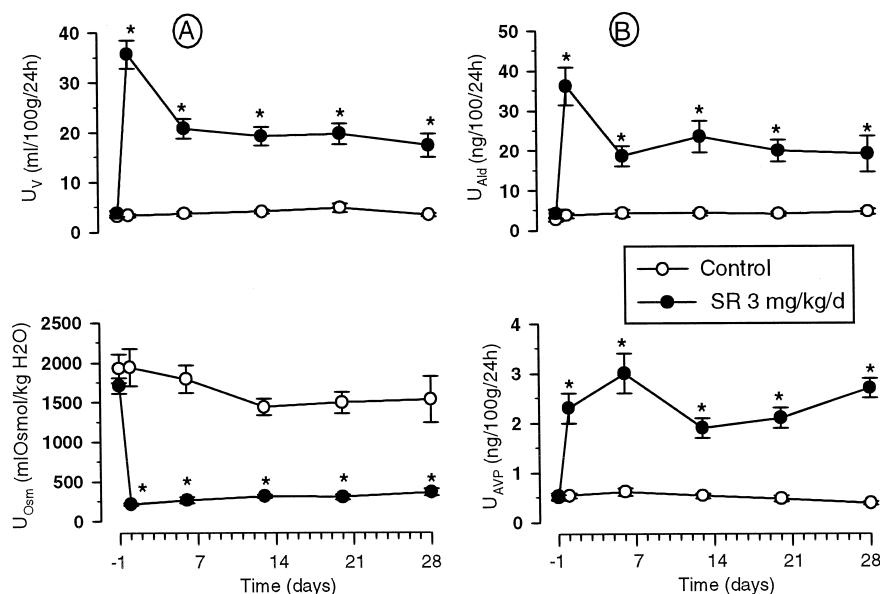 A
U_V (ml/100g/24h)
40
30
20
10
0
* * * * *
B
U_Ald (ng/100/24h)
50
40
30
20
10
0
* * * * *
Control
SR 3 mg/kg/d
U_Osm (mlOsmol/kg H2O)
2500
2000
1500
1000
500
0
* * * * *
-1 7 14 21 28
Time (days)
U_AVP (ng/100g/24h)
4
3
2
1
0
* * * * *
-1 7 14 21 28
Time (days)